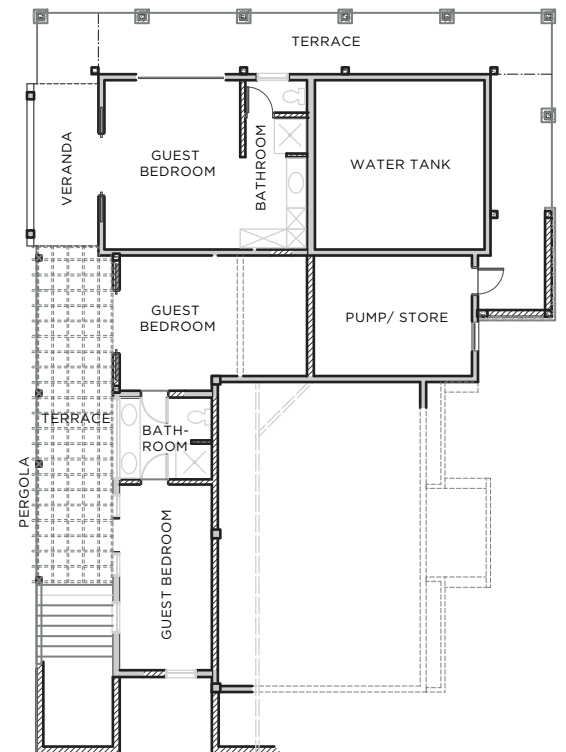 TERRACE
VERANDA
GUEST
BEDROOM
BATHROOM
WATER TANK
GUEST
BEDROOM
PUMP/ STORE
TERRACE
BATH-
ROOM
PERGOLA
GUEST BEDROOM